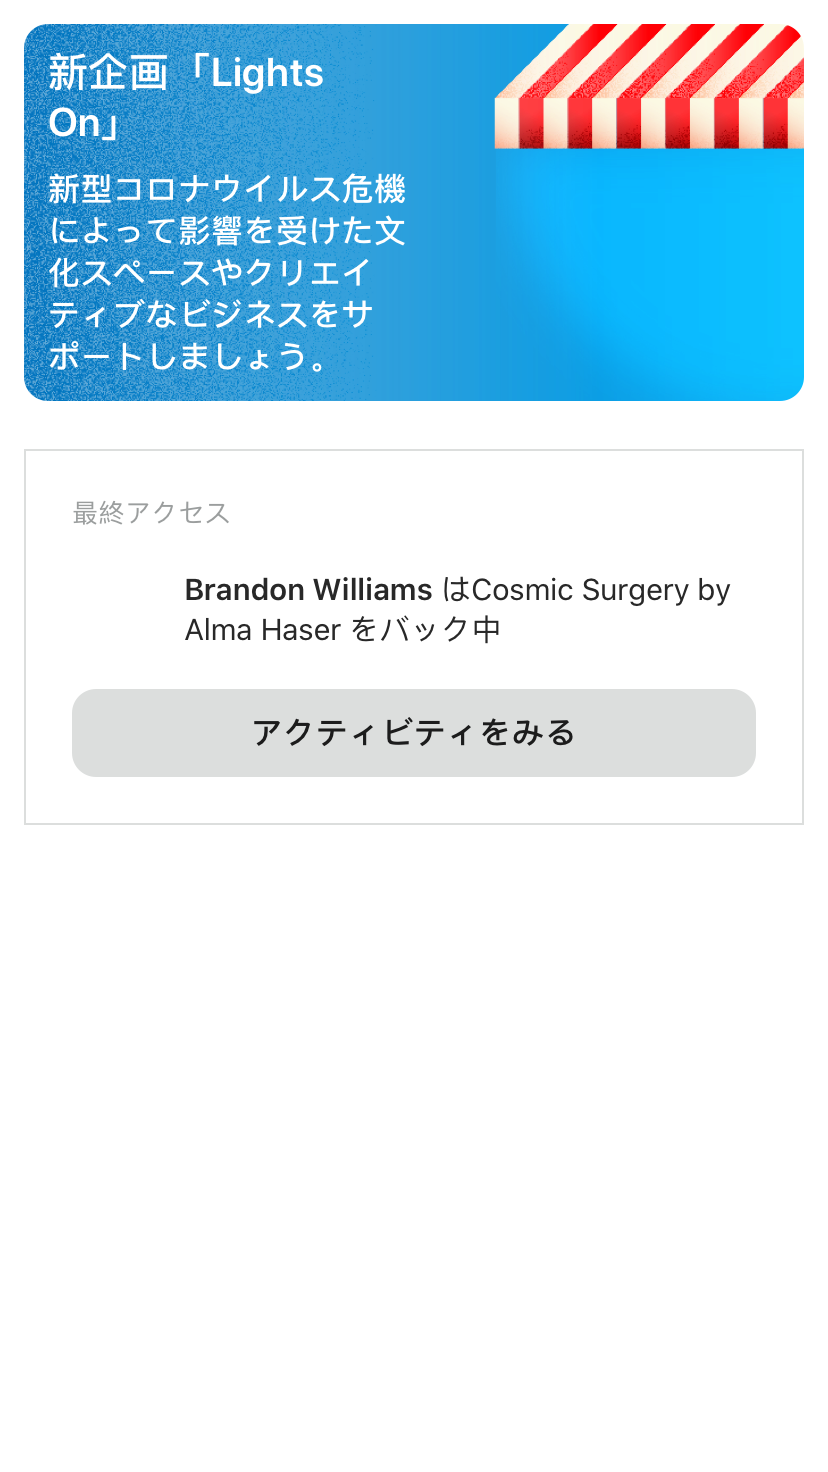 新企画「Lights
On」
新型コロナウイルス危機
によって影響を受けた文
化スペースやクリエイ
ティブなビジネスをサ
ポートしましょう。
最終アクセス
Brandon Williams はCosmic Surgery by
Alma Haser をバック中
アクティビティをみる